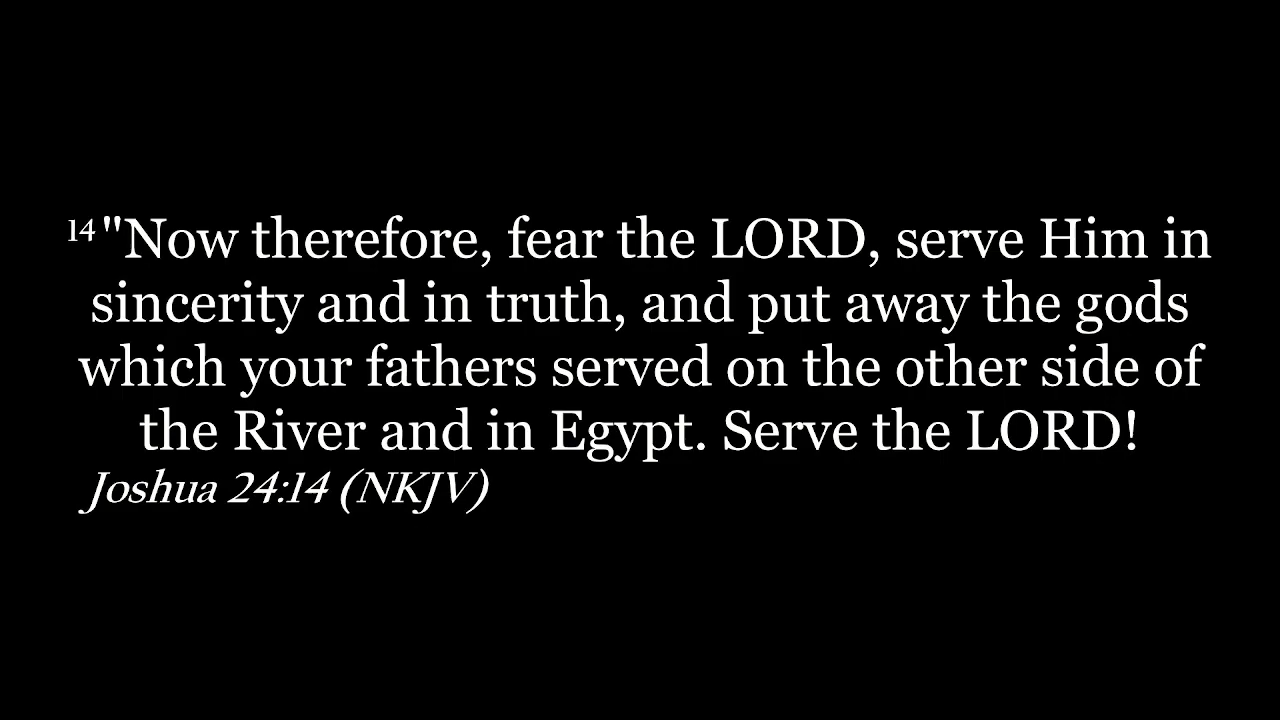 14"Now therefore, fear the LORD, serve Him in
sincerity and in truth, and put away the gods
which your fathers served on the other side of
the River and in Egypt. Serve the LORD!
Joshua 24:14 (NKJV)